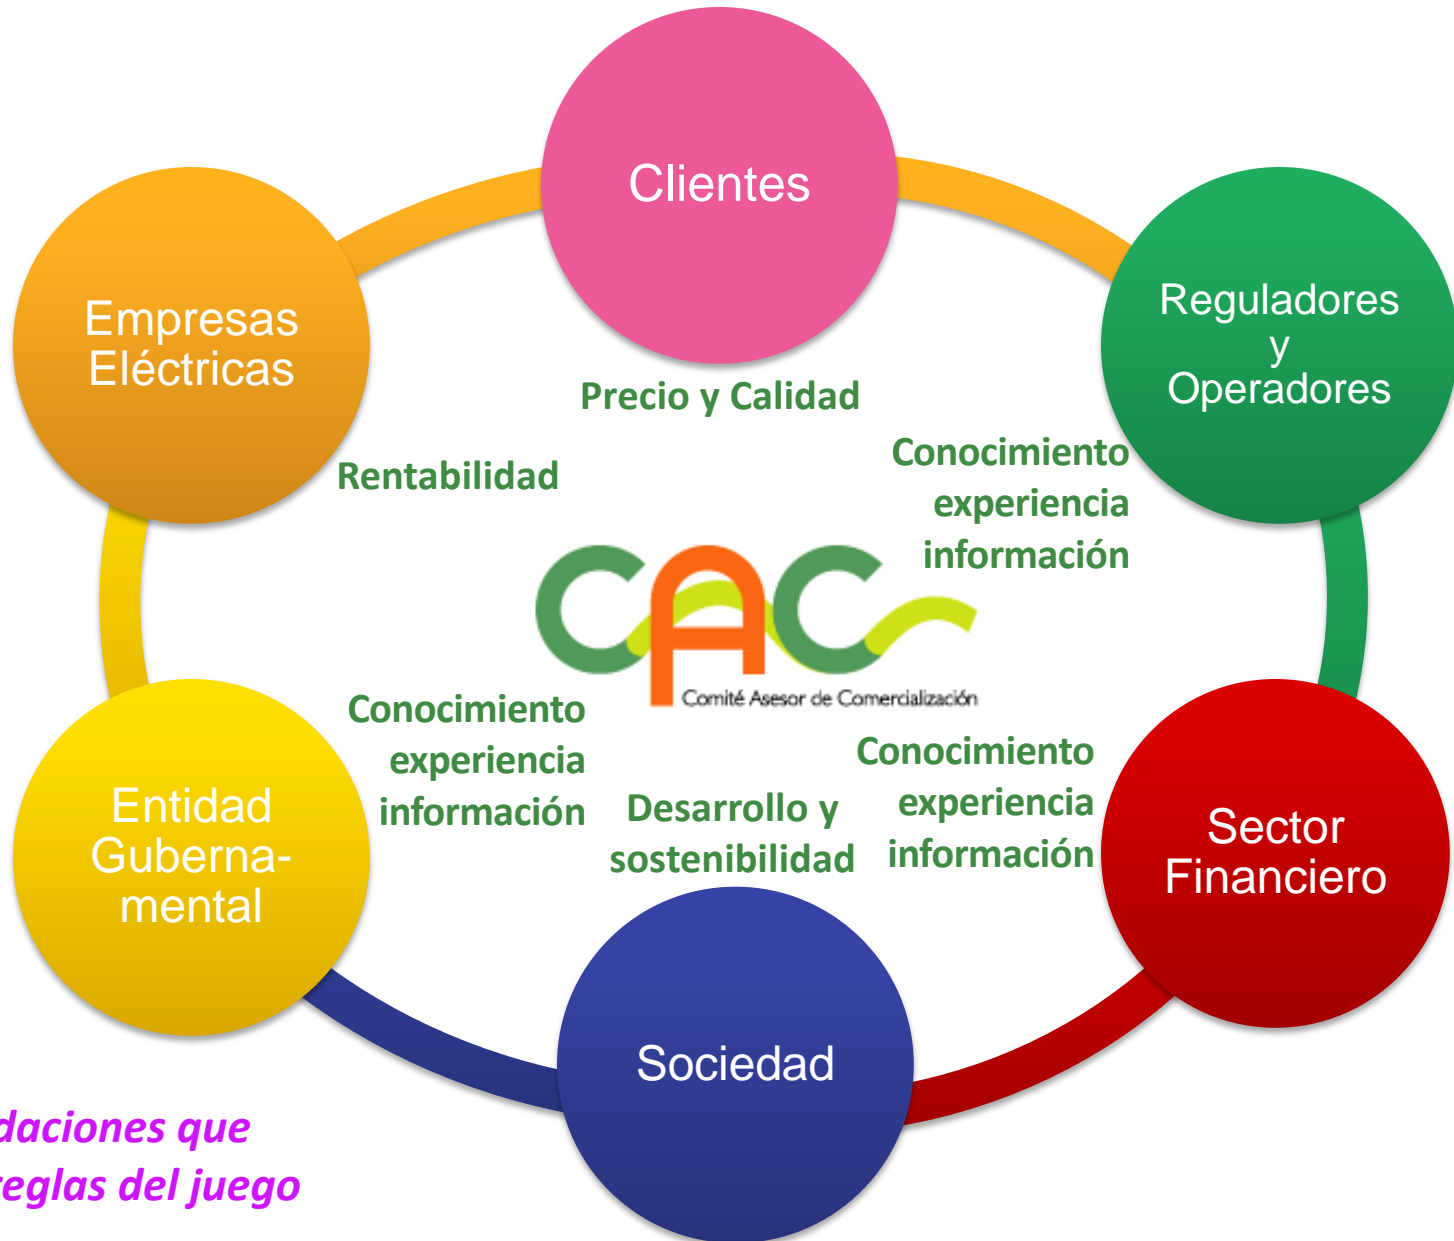 Clientes
Empresas
Eléctricas
Reguladores
y
Operadores
Precio y Calidad
Rentabilidad
Conocimiento
experiencia
información
CAC
Comité Asesor de Comercialización
Conocimiento
experiencia
información
Conocimiento
experiencia
información
Desarrollo y
sostenibilidad
Entidad
Guberna-
mental
Sector
Financiero
Sociedad
daciones que
reglas del juego